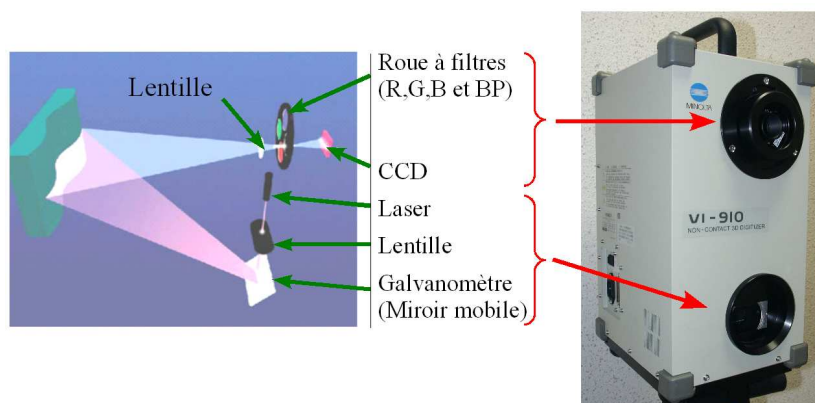 Lentille
Roue à filtres
(R,G,B et BP)
CCD
Laser
Lentille
Galvanomètre
(Miroir mobile)
MINOLTA
VI-910
NON-CONTACT 3D DIGITIZER